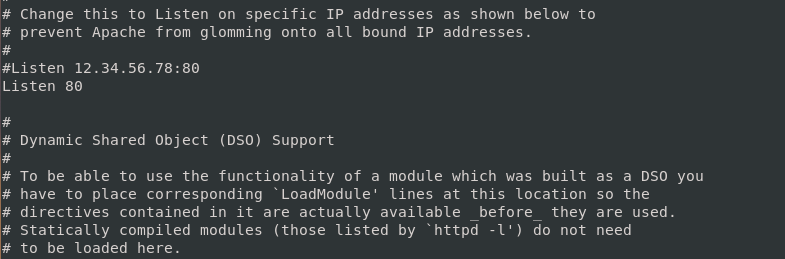 # Change this to Listen on specific IP addresses as shown below to
# prevent Apache from glomming onto all bound IP addresses.
#
#Listen 12.34.56.78:80
Listen 80
#
# Dynamic Shared Object (DSO) Support
#
# To be able to use the functionality of a module which was built as a DSO you
# have to place corresponding `LoadModule' lines at this location so the
# directives contained in it are actually available _before_ they are used.
# Statically compiled modules (those listed by `httpd -l') do not need
# to be loaded here.